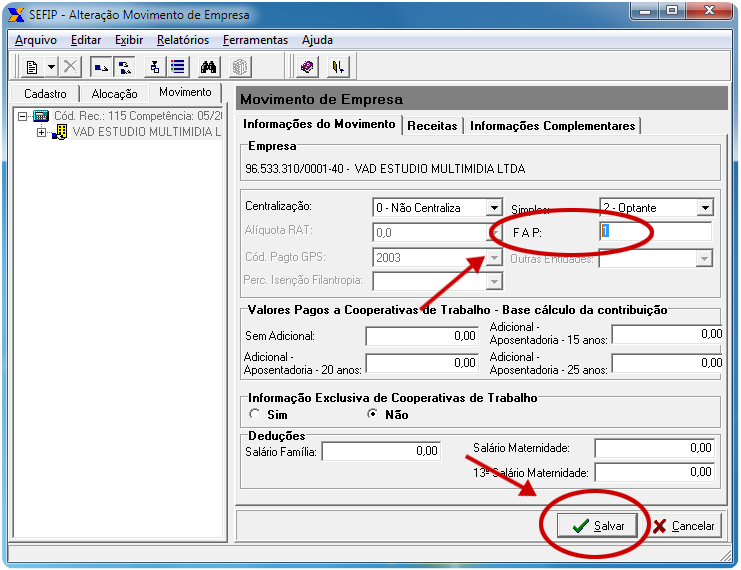 SEFIP - Alteração Movimento de Empresa
Arquivo Editar Exibir Relatórios Ferramentas Ajuda
Cadastro Alocação Movimento
Cód. Rec.: 115 Competência: 05/20
VAD ESTUDIO MULTIMIDIA L
Movimento de Empresa
Informações do Movimento Receitas Informações Complementares
Empresa
96.533.310/0001-40 - VAD ESTUDIO MULTIMIDIA LTDA
Centralização: 0 - Não Centraliza Simples: 2 - Optante
Alíquota RAT: 0,0 F A P: 1
Cód. Pagto GPS: 2003 Outras Entidades:
Perc. Isenção Filantropia:
Valores Pagos a Cooperativas de Trabalho - Base cálculo da contribuição
Sem Adicional: 0,00 Adicional - Aposentadoria - 15 anos: 0,00
Adicional - Aposentadoria - 20 anos: 0,00 Adicional - Aposentadoria - 25 anos: 0,00
Informação Exclusiva de Cooperativas de Trabalho
Sim Não
Deduções
Salário Família: 0,00 Salário Maternidade: 0,00
13º Salário Maternidade: 0,00
Salvar Cancelar